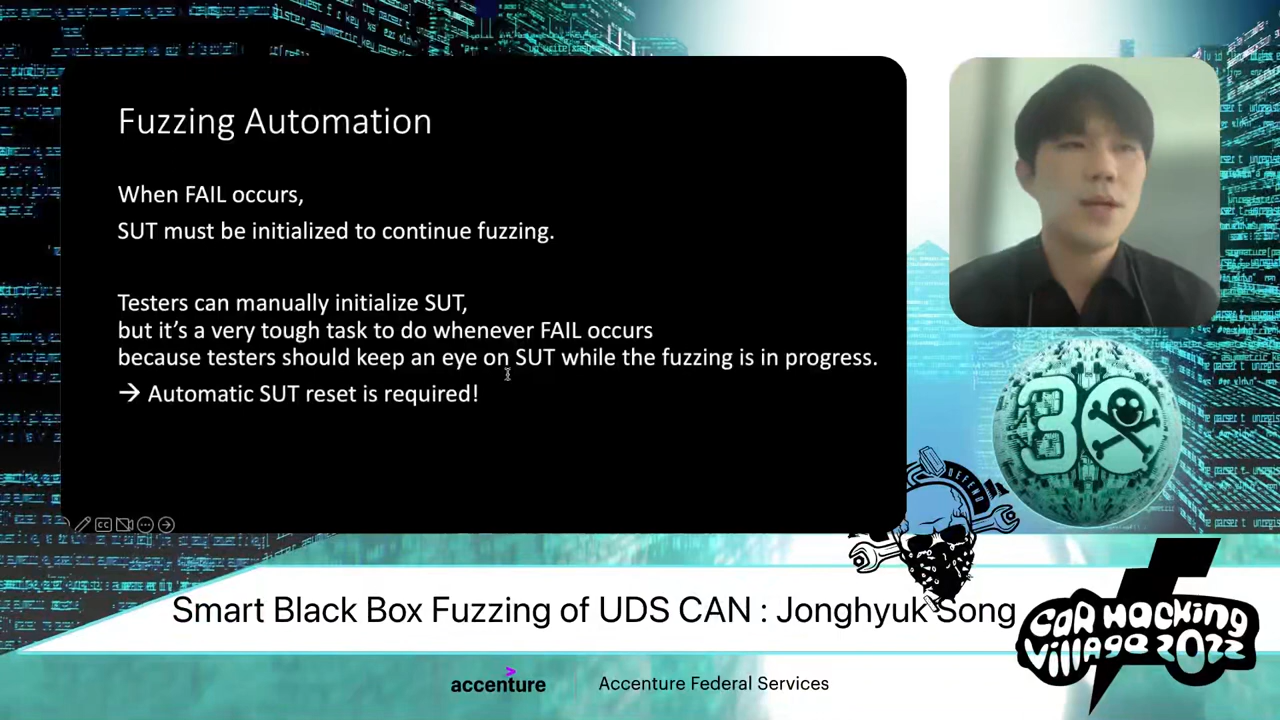 Fuzzing Automation
When FAIL occurs,
SUT must be initialized to continue fuzzing.
Testers can manually initialize SUT,
but it's a very tough task to do whenever FAIL occurs
because testers should keep an eye on SUT while the fuzzing is in progress.
→ Automatic SUT reset is required!
CC
30
DEFEND
Smart Black Box Fuzzing of UDS CAN : Jonghyuk Song
CAR HACKING
VILLAGE 2022
accenture
Accenture Federal Services